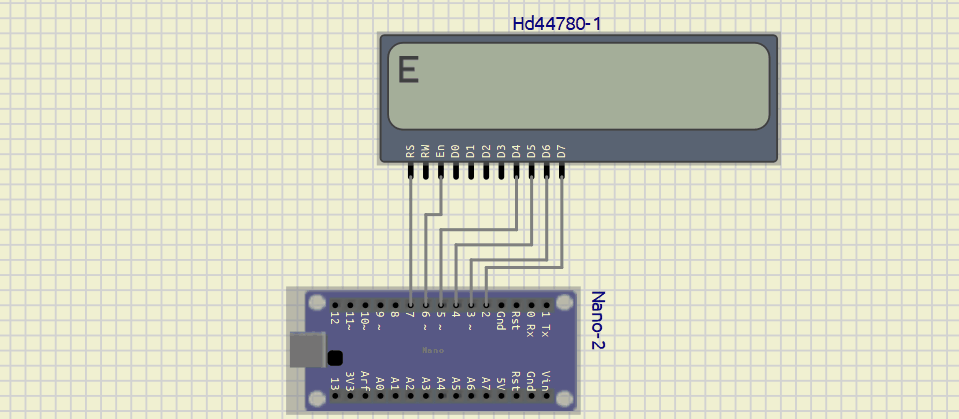 Hd44780-1
E
RS RW En D0 D1 D2 D3 D4 D5 D6 D7
12 11~ 10~ 9 ~ 8 7 6 ~ 5 ~ 4 3 ~ 2 Gnd Rst 0 Rx 1 Tx
Nano-2
Nano
13 3V3 Arf A0 A1 A2 A3 A4 A5 A6 A7 5V Rst Gnd Vin